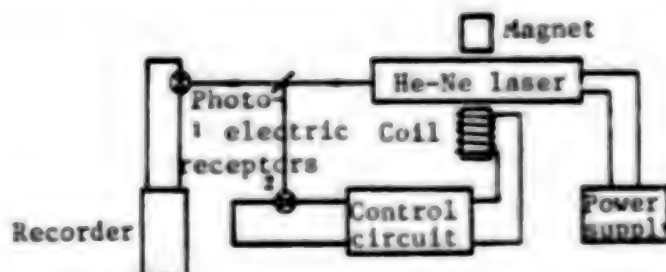 Magnet
He-Ne laser
Photo-
1 electric
receptors
2
Coil
Control
circuit
Power
supply
Recorder